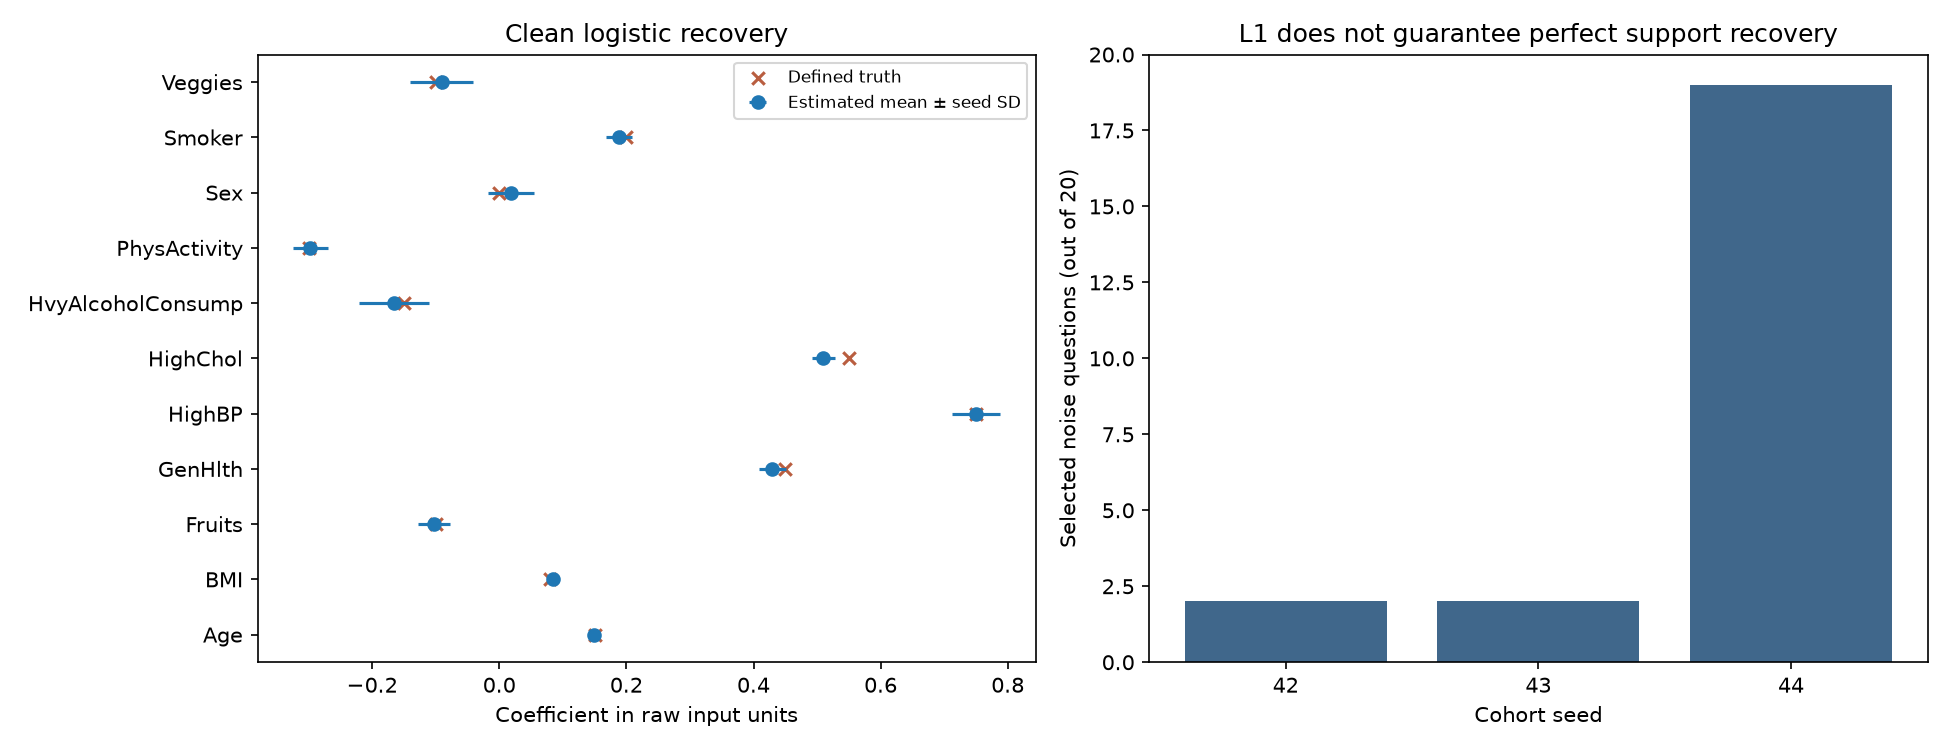 Clean logistic recovery
Defined truth
Estimated mean ± seed SD
Veggies
Smoker
Sex
PhysActivity
HvyAlcoholConsump
HighChol
HighBP
GenHlth
Fruits
BMI
Age
−0.2
0.0
0.2
0.4
0.6
0.8
Coefficient in raw input units
L1 does not guarantee perfect support recovery
Selected noise questions (out of 20)
20.0
17.5
15.0
12.5
10.0
7.5
5.0
2.5
0.0
42
43
44
Cohort seed